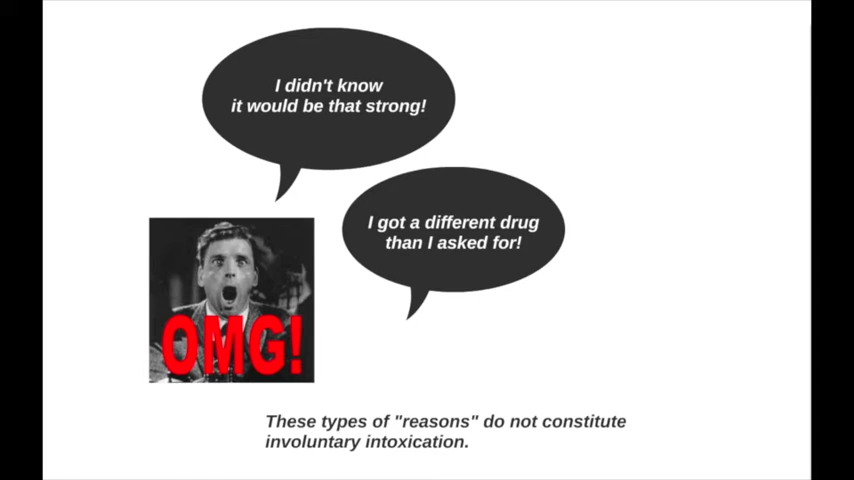 I didn't know
it would be that strong!
I got a different drug
than I asked for!
OMG!
These types of "reasons" do not constitute
involuntary intoxication.